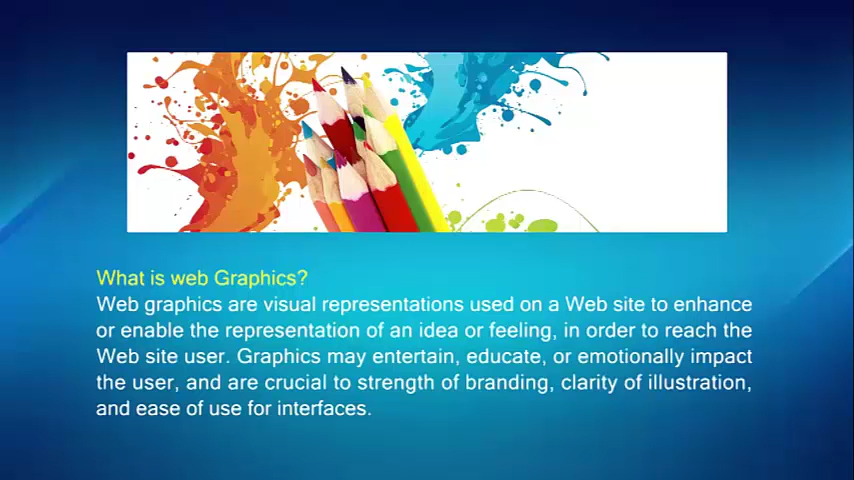 What is web Graphics?
Web graphics are visual representations used on a Web site to enhance
or enable the representation of an idea or feeling, in order to reach the
Web site user. Graphics may entertain, educate, or emotionally impact
the user, and are crucial to strength of branding, clarity of illustration,
and ease of use for interfaces.